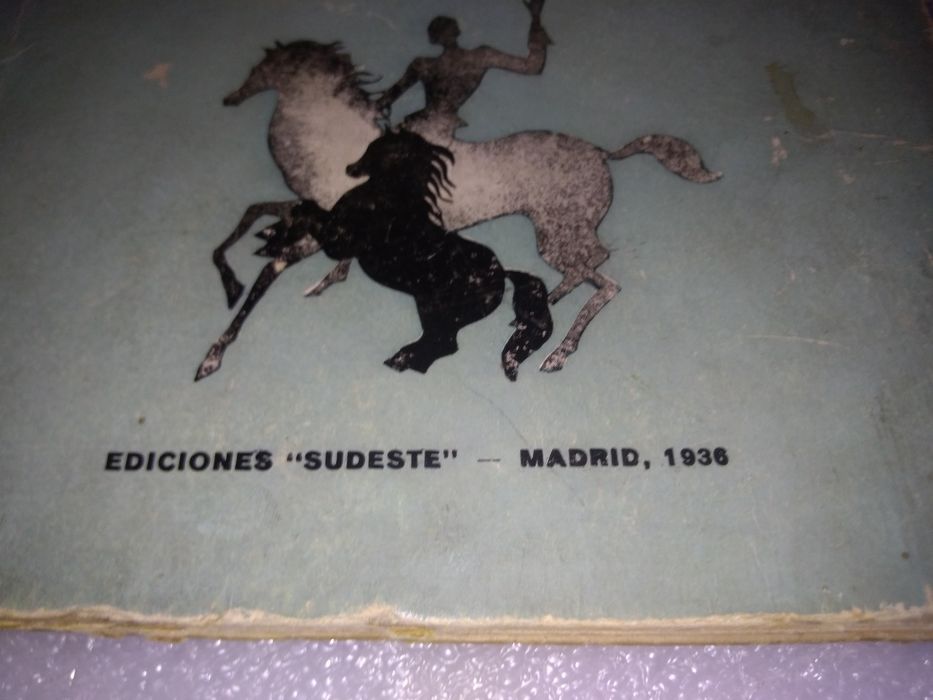 EDICIONES “SUDESTE” — MADRID, 1936